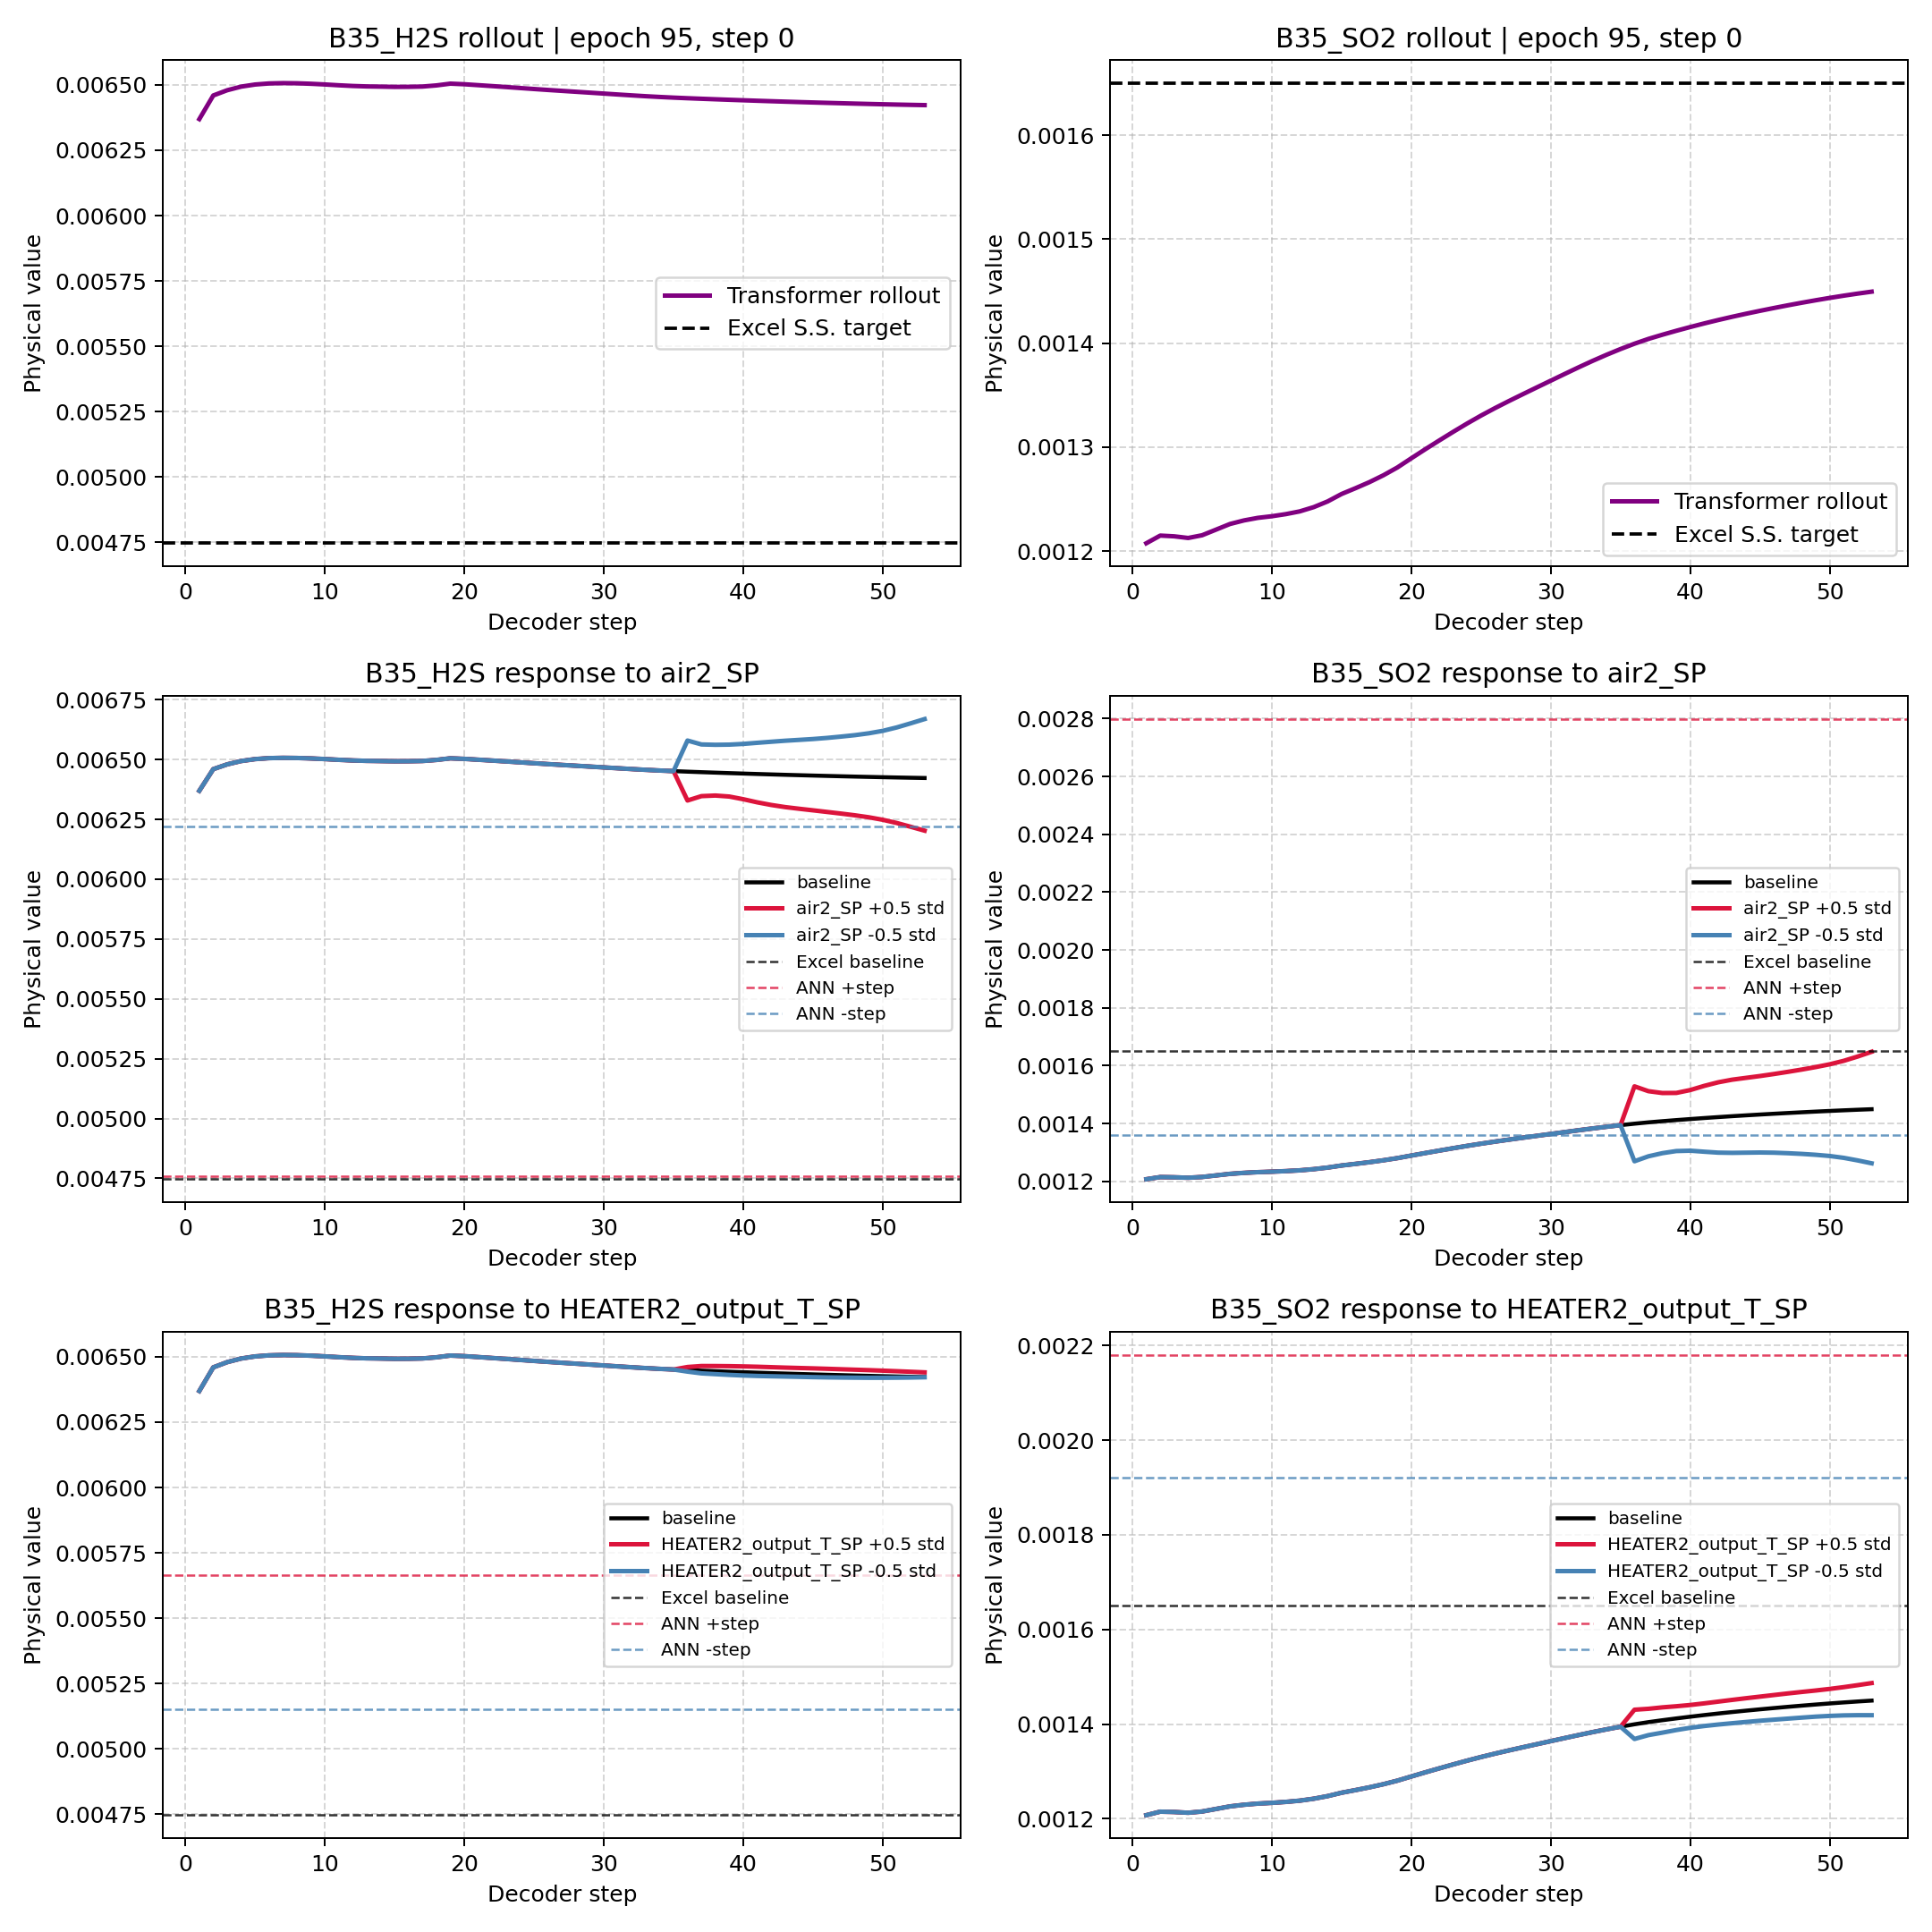 B35_H2S rollout | epoch 95, step 0
Physical value
0.00650
0.00625
0.00600
0.00575
0.00550
0.00525
0.00500
0.00475
Transformer rollout
Excel S.S. target
0 10 20 30 40 50
Decoder step
B35_SO2 rollout | epoch 95, step 0
Physical value
0.0016
0.0015
0.0014
0.0013
0.0012
Transformer rollout
Excel S.S. target
0 10 20 30 40 50
Decoder step
B35_H2S response to air2_SP
Physical value
0.00675
0.00650
0.00625
0.00600
0.00575
0.00550
0.00525
0.00500
0.00475
baseline
air2_SP +0.5 std
air2_SP -0.5 std
Excel baseline
ANN +step
ANN -step
0 10 20 30 40 50
Decoder step
B35_SO2 response to air2_SP
Physical value
0.0028
0.0026
0.0024
0.0022
0.0020
0.0018
0.0016
0.0014
0.0012
baseline
air2_SP +0.5 std
air2_SP -0.5 std
Excel baseline
ANN +step
ANN -step
0 10 20 30 40 50
Decoder step
B35_H2S response to HEATER2_output_T_SP
Physical value
0.00650
0.00625
0.00600
0.00575
0.00550
0.00525
0.00500
0.00475
baseline
HEATER2_output_T_SP +0.5 std
HEATER2_output_T_SP -0.5 std
Excel baseline
ANN +step
ANN -step
0 10 20 30 40 50
Decoder step
B35_SO2 response to HEATER2_output_T_SP
Physical value
0.0022
0.0020
0.0018
0.0016
0.0014
0.0012
baseline
HEATER2_output_T_SP +0.5 std
HEATER2_output_T_SP -0.5 std
Excel baseline
ANN +step
ANN -step
0 10 20 30 40 50
Decoder step